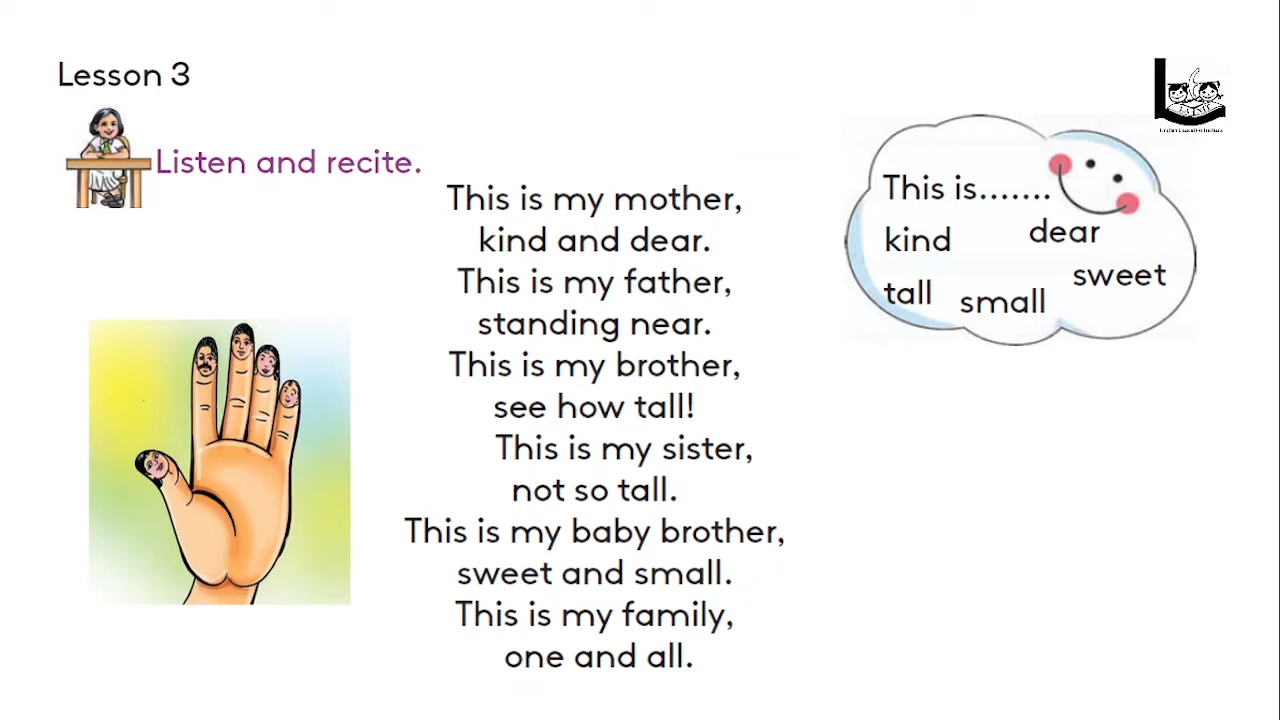 Lesson 3
Listen and recite.
This is my mother,
kind and dear.
This is my father,
standing near.
This is my brother,
see how tall!
This is my sister,
not so tall.
This is my baby brother,
sweet and small.
This is my family,
one and all.
This is.......
kind
dear
sweet
tall
small